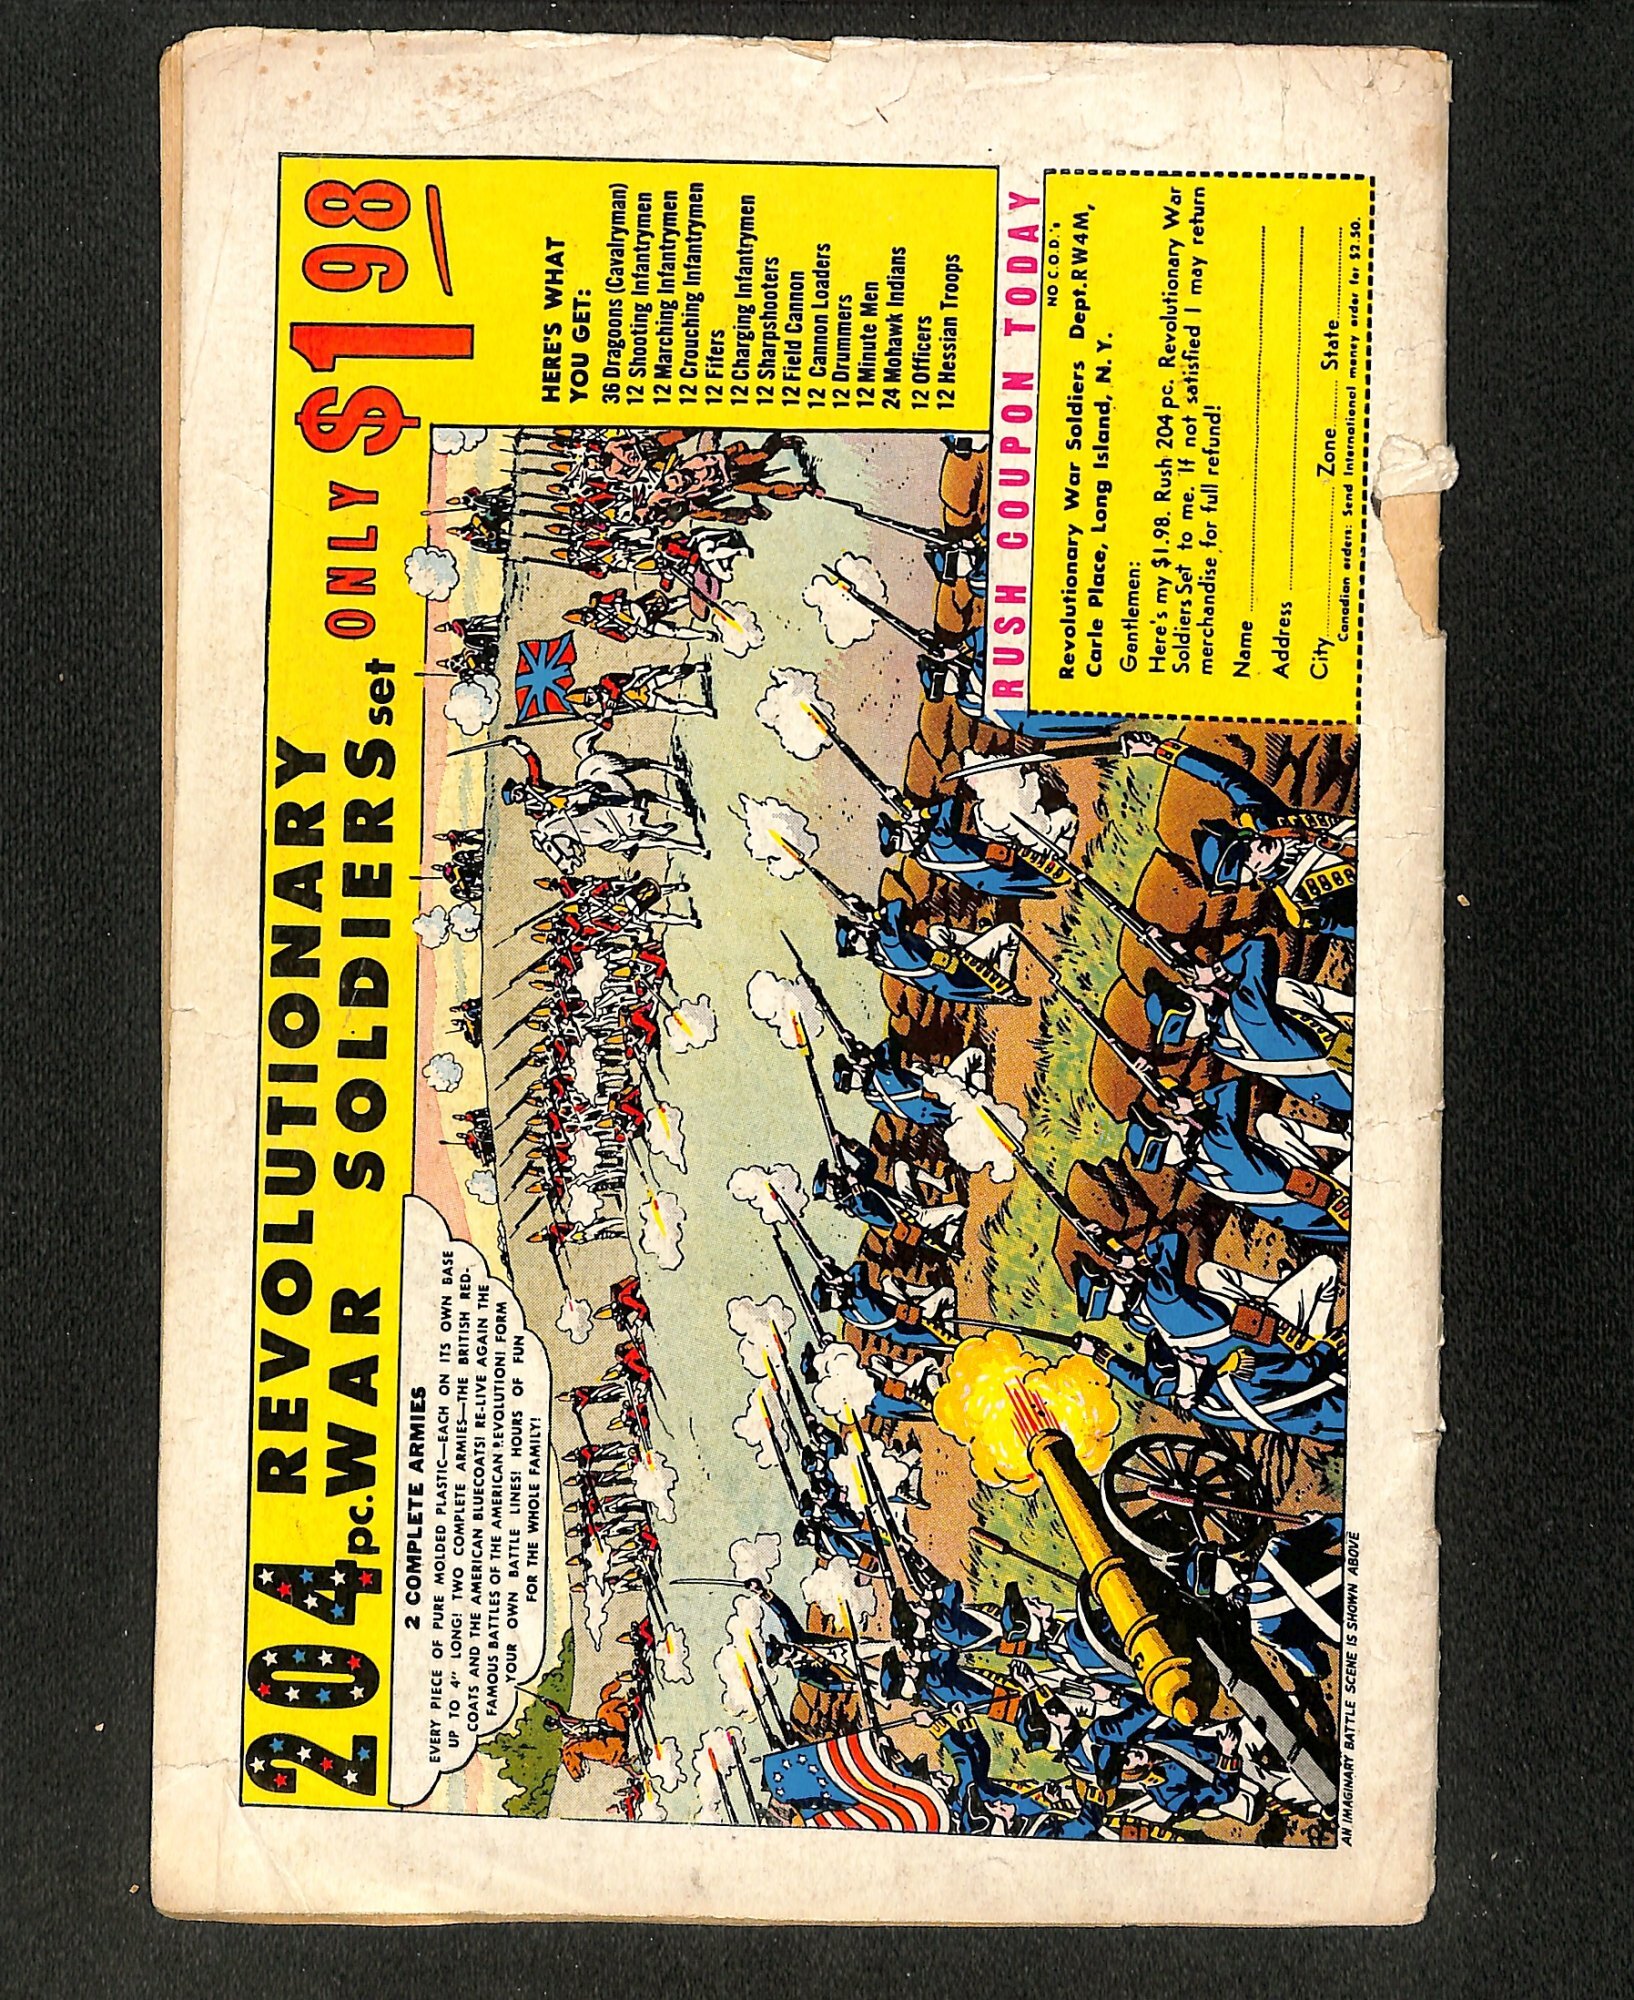 204 pc. REVOLUTIONARY
WAR SOLDIERS set ONLY $1 98
2 COMPLETE ARMIES
EVERY PIECE OF PURE MOLDED PLASTIC—EACH ON ITS OWN BASE
UP TO 4" LONG! TWO COMPLETE ARMIES—THE BRITISH RED-
COATS AND THE AMERICAN BLUECOATS! RE-LIVE AGAIN THE
FAMOUS BATTLES OF THE AMERICAN REVOLUTION! FORM
YOUR OWN BATTLE LINES! HOURS OF FUN
FOR THE WHOLE FAMILY!
HERE'S WHAT
YOU GET:
36 Dragoons (Cavalryman)
12 Shooting Infantrymen
12 Marching Infantrymen
12 Crouching Infantrymen
12 Fifers
12 Charging Infantrymen
12 Sharpshooters
12 Field Cannon
12 Cannon Loaders
12 Drummers
12 Minute Men
24 Mohawk Indians
12 Officers
12 Hessian Troops
RUSH COUPON TODAY
NO C.O.D.'s
Revolutionary War Soldiers Dept.RW4M,
Carle Place, Long Island, N. Y.
Gentlemen:
Here's my $1.98. Rush 204 pc. Revolutionary War
Soldiers Set to me. If not satisfied I may return
merchandise for full refund!
Name
Address
City Zone State
Canadian orders: Send International money order for $2.50.
AN IMAGINARY BATTLE SCENE IS SHOWN ABOVE